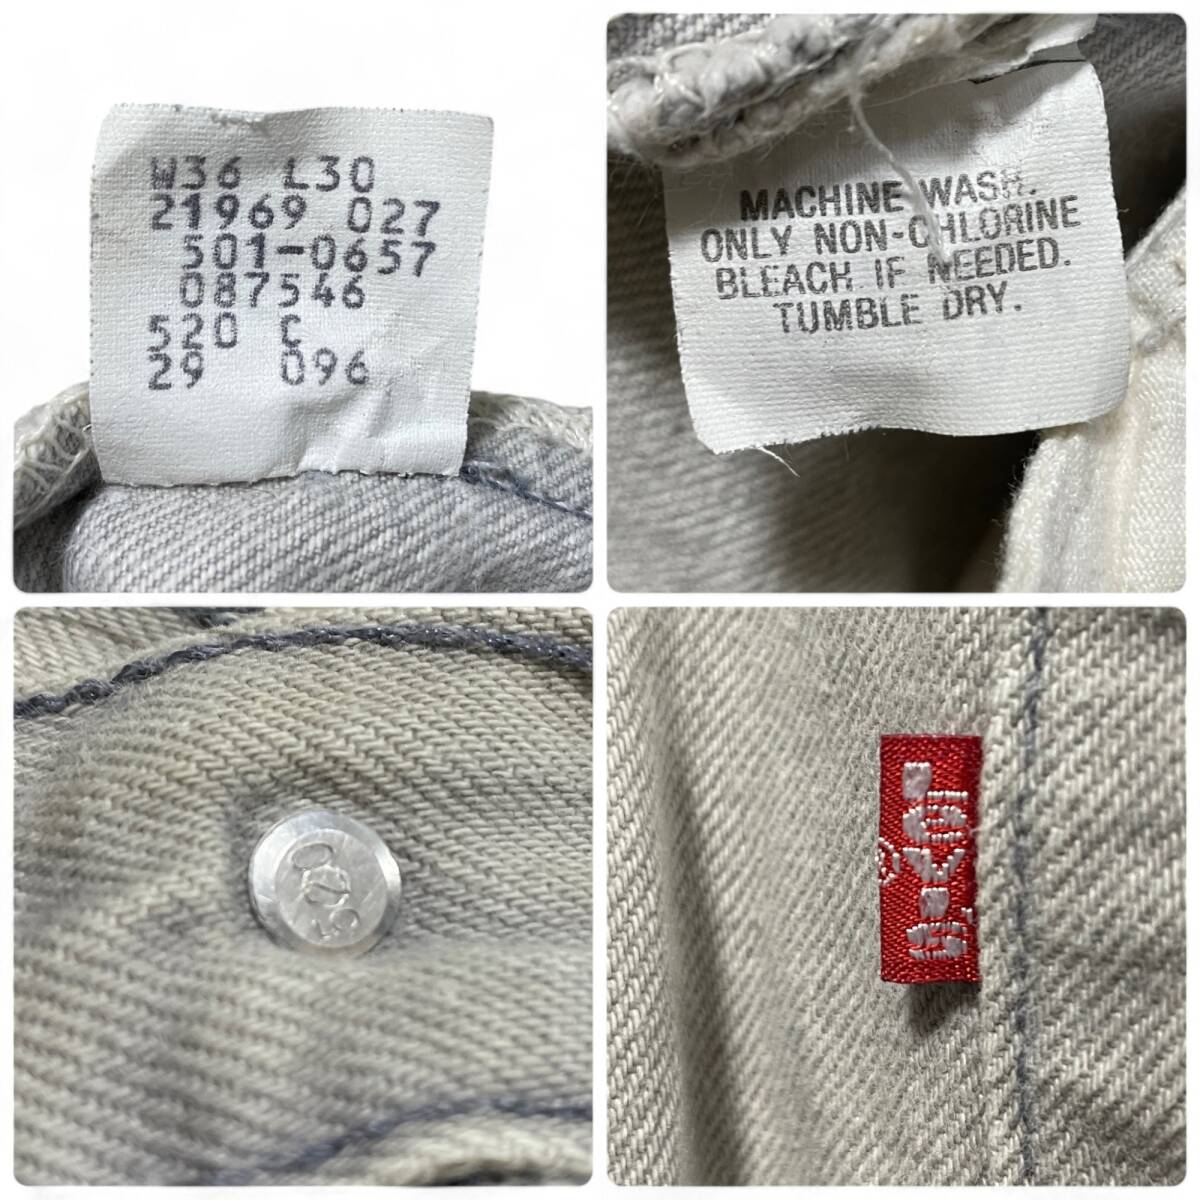 W36 L30
21969 027
501-0657
087546
520 C
29 096
MACHINE WASH.
ONLY NON-CHLORINE
BLEACH IF NEEDED.
TUMBLE DRY.
520
LEVI'S
®